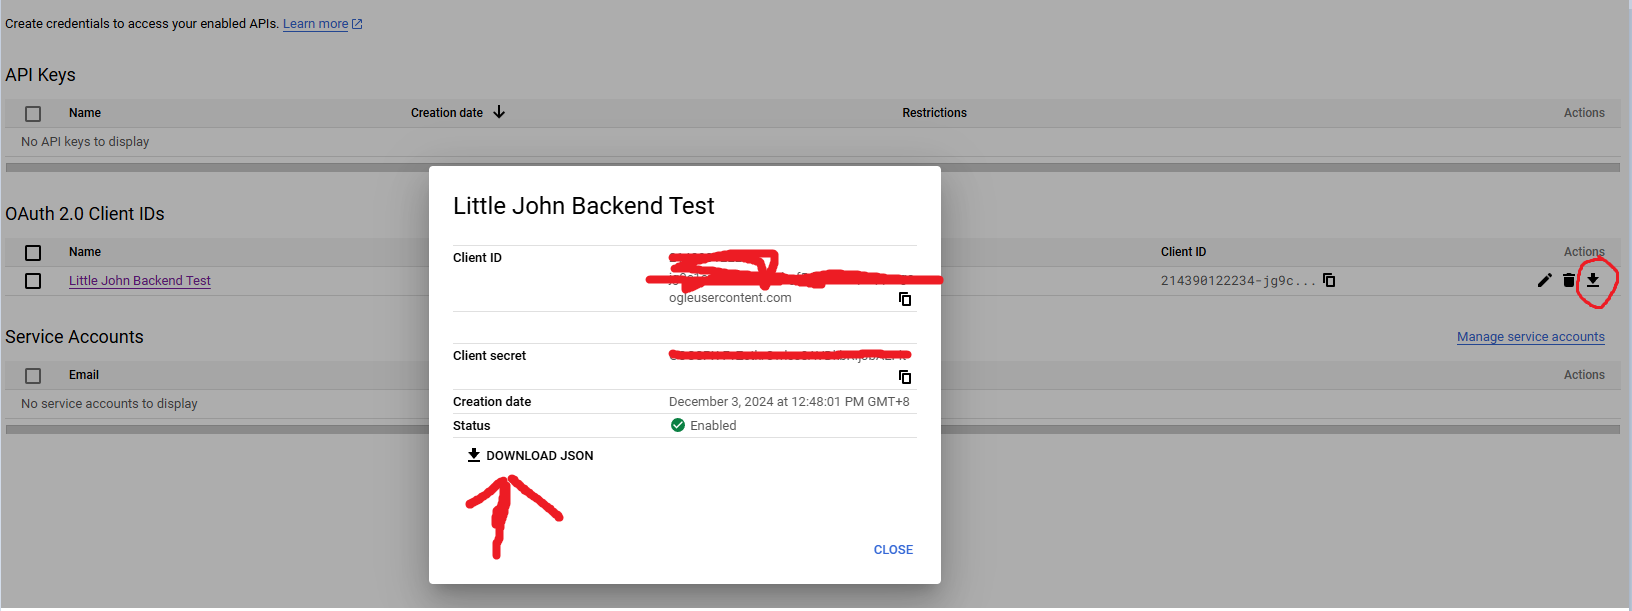 Create credentials to access your enabled APIs. Learn more
API Keys
Name Creation date Restrictions Actions
No API keys to display
Little John Backend Test
OAuth 2.0 Client IDs
Name Client ID Actions
Client ID
Little John Backend Test 214390122234-jg9c...
ogleusercontent.com
Service Accounts Manage service accounts
Client secret
Email Actions
No service accounts to display
Creation date December 3, 2024 at 12:48:01 PM GMT+8
Status Enabled
DOWNLOAD JSON
CLOSE